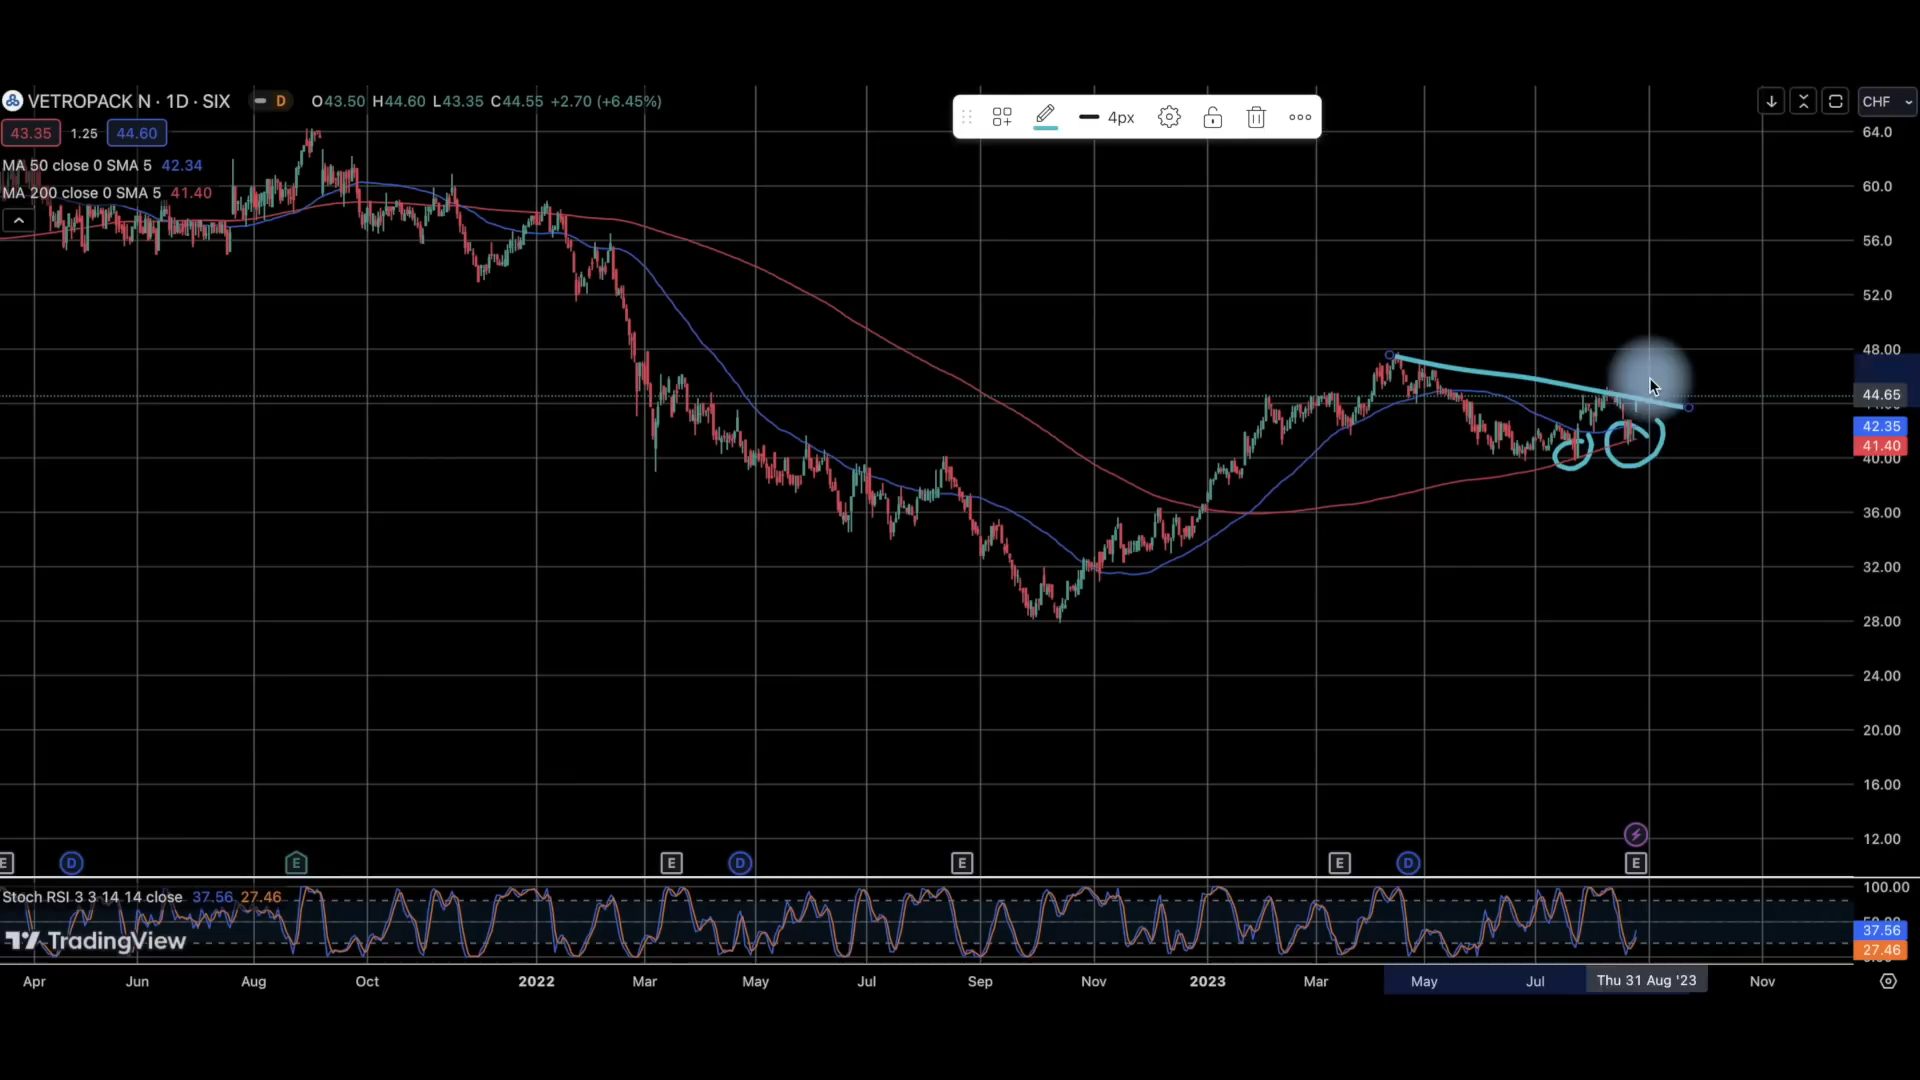 VETROPACK N · 1D · SIX D O43.50 H44.60 L43.35 C44.55 +2.70 (+6.45%)
4px
CHF
43.35 1.25 44.60
MA 50 close 0 SMA 5 42.34
MA 200 close 0 SMA 5 41.40
64.0
60.0
56.0
52.0
48.00
44.65
42.35
41.40
40.00
36.00
32.00
28.00
24.00
20.00
16.00
12.00
E D E E D E E D E
Stoch RSI 3 3 14 14 close 37.56 27.46
100.00
37.56
27.46
TradingView
Apr Jun Aug Oct 2022 Mar May Jul Sep Nov 2023 Mar May Jul Thu 31 Aug '23 Nov